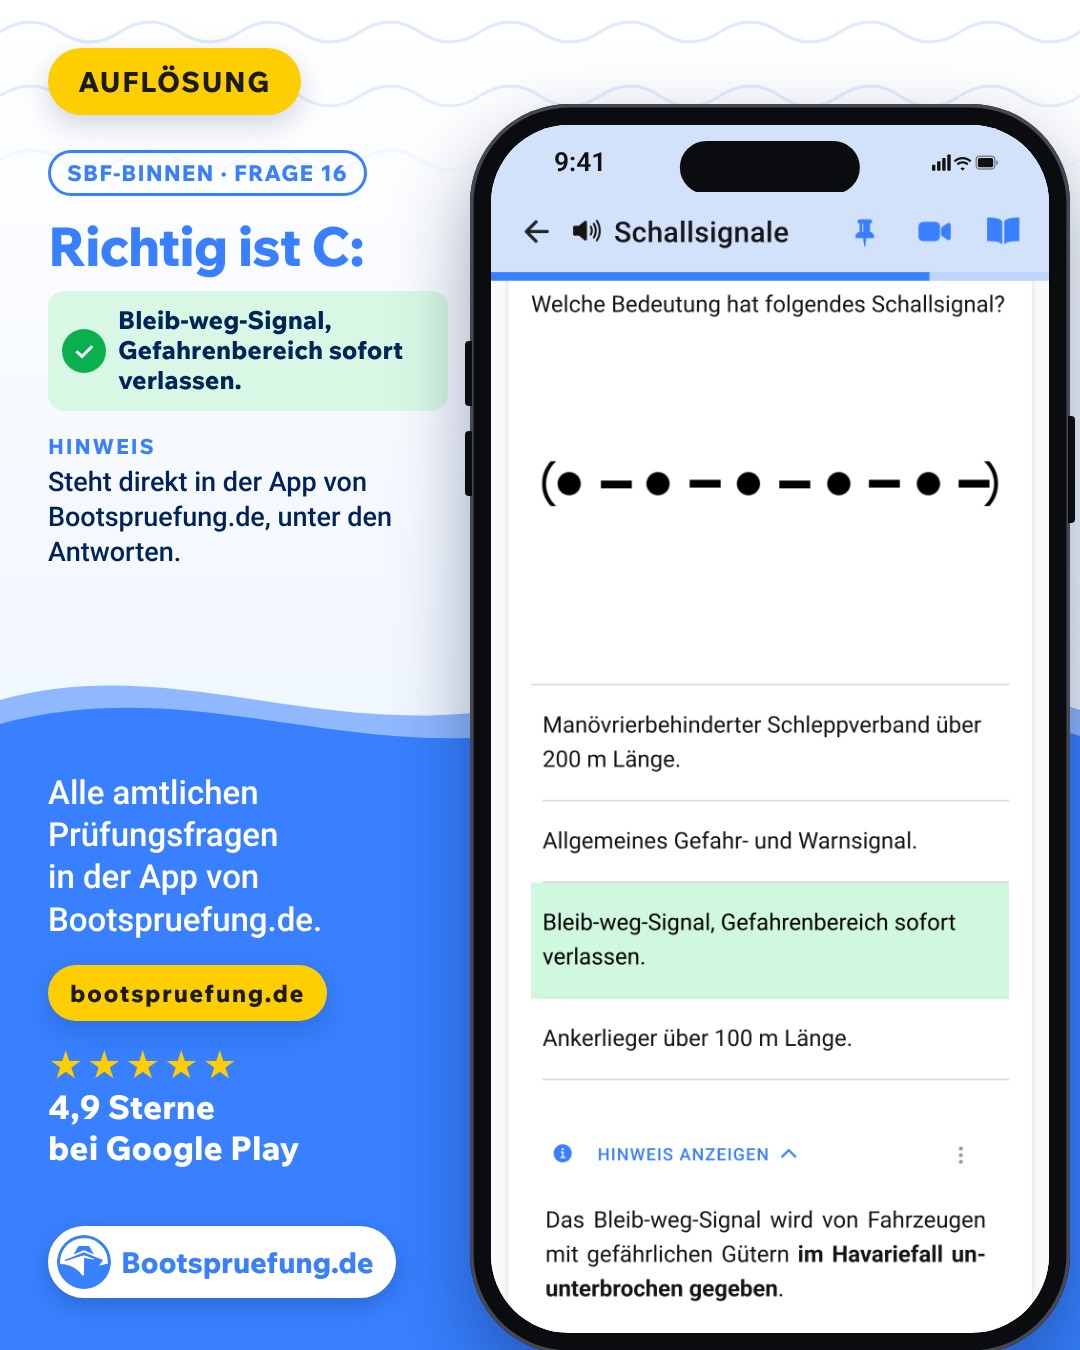 AUFLÖSUNG
SBF-BINNEN · FRAGE 16
Richtig ist C:
Bleib-weg-Signal,
Gefahrenbereich sofort
verlassen.
HINWEIS
Steht direkt in der App von
Bootspruefung.de, unter den
Antworten.
Alle amtlichen
Prüfungsfragen
in der App von
Bootspruefung.de.
bootspruefung.de
★★★★★
4,9 Sterne
bei Google Play
Bootspruefung.de
9:41
Schallsignale
Welche Bedeutung hat folgendes Schallsignal?
Manövrierbehinderter Schleppverband über
200 m Länge.
Allgemeines Gefahr- und Warnsignal.
Bleib-weg-Signal, Gefahrenbereich sofort
verlassen.
Ankerlieger über 100 m Länge.
HINWEIS ANZEIGEN
Das Bleib-weg-Signal wird von Fahrzeugen
mit gefährlichen Gütern im Havariefall un-
unterbrochen gegeben.